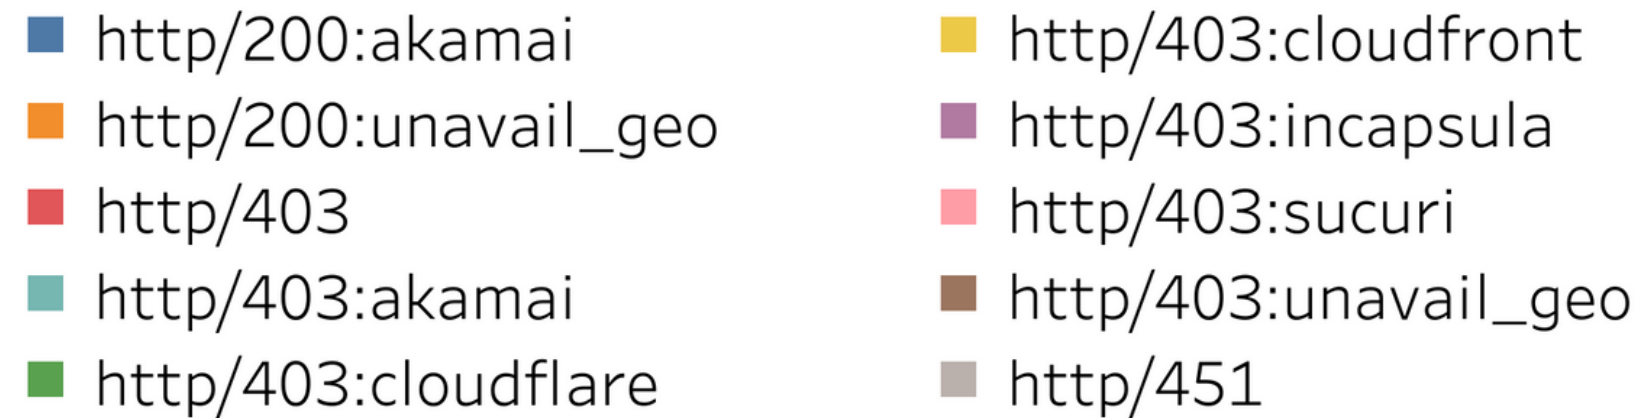 http/200:akamai
http/200:unavail_geo
http/403
http/403:akamai
http/403:cloudflare
http/403:cloudfront
http/403:incapsula
http/403:sucuri
http/403:unavail_geo
http/451